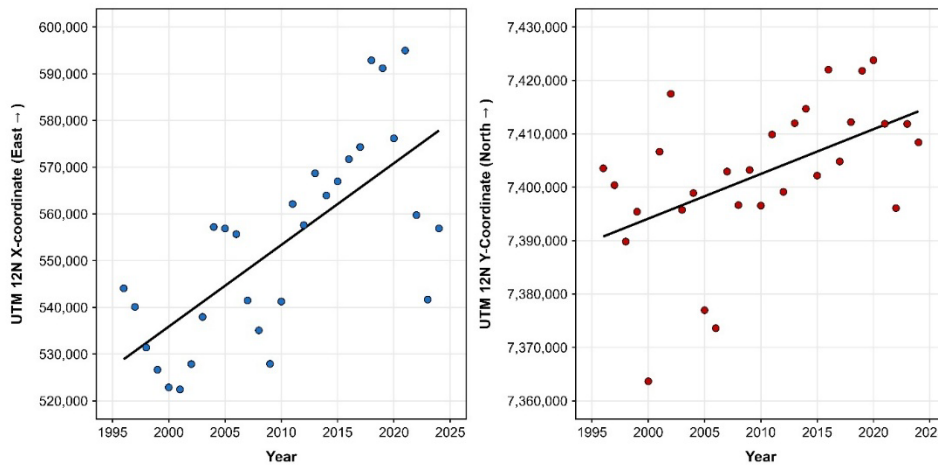 UTM 12N X-coordinate (East → )
600,000
590,000
580,000
570,000
560,000
550,000
540,000
530,000
520,000
1995 2000 2005 2010 2015 2020 2025
Year
UTM 12N Y-Coordinate (North → )
7,430,000
7,420,000
7,410,000
7,400,000
7,390,000
7,380,000
7,370,000
7,360,000
1995 2000 2005 2010 2015 2020 202
Year